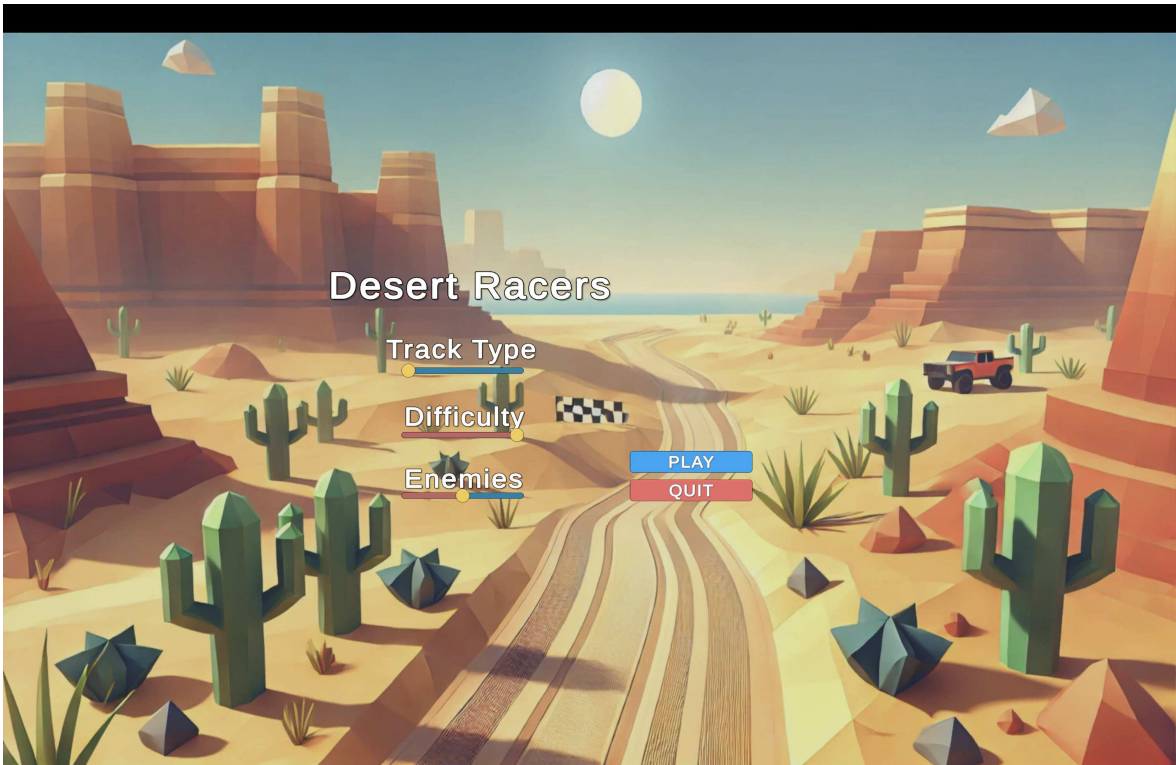 Desert Racers
Track Type
Difficulty
Enemies
PLAY
QUIT